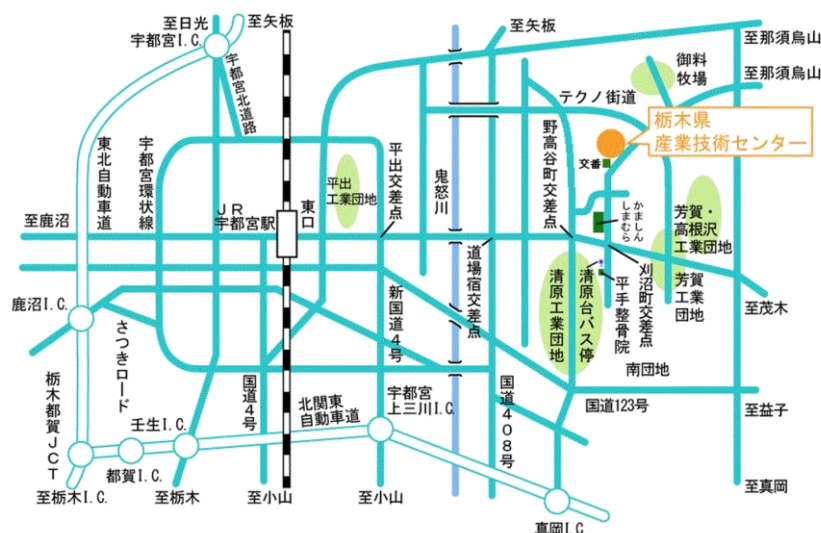 至日光
宇都宮I.C.
至矢板
宇都宮北道路
至矢板
至那須烏山
御料
牧場
至那須烏山
テクノ街道
栃木県
産業技術センター
東北自動車道
宇都宮環状線
平出
工業団地
平出交差点
鬼怒川
野高谷町交差点
交番
かましん
しまむら
芳賀・
高根沢
工業団地
至鹿沼
JR
宇都宮駅
東口
道場宿交差点
清原工業団地
清原台バス停
平手整骨院
刈沼町交差点
芳賀
工業
団地
至茂木
鹿沼I.C.
さつきロード
新国道4号
南団地
国道123号
至益子
栃木都賀JCT
壬生I.C.
国道4号
北関東
自動車道
宇都宮
上三川I.C.
国道408号
都賀I.C.
至栃木I.C.
至栃木
至小山
至小山
至真岡
真岡I.C